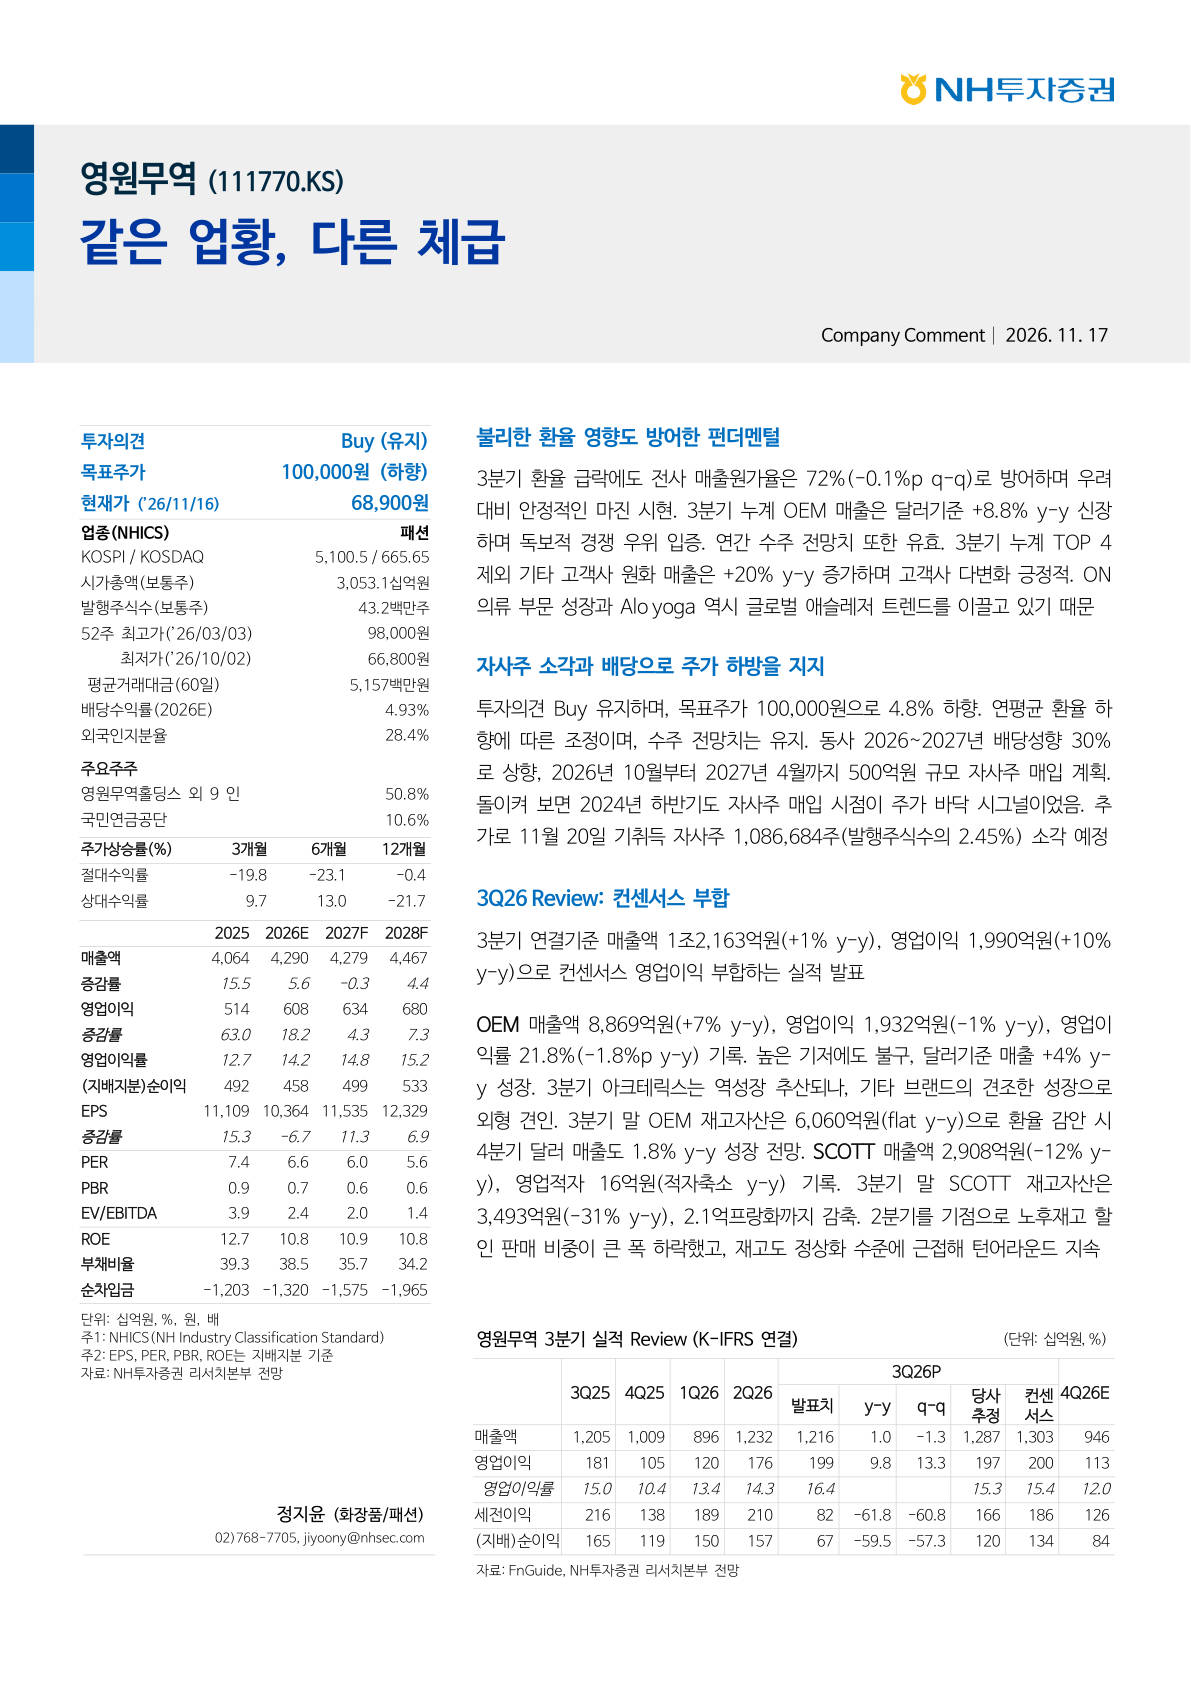 NH투자증권
영원무역 (111770.KS)
같은 업황, 다른 체급
Company Comment | 2026. 11. 17
투자의견 Buy (유지)
목표주가 100,000원 (하향)
현재가 (’26/11/16) 68,900원
업종(NHICS) 패션
KOSPI / KOSDAQ 5,100.5 / 665.65
시가총액(보통주) 3,053.1십억원
발행주식수(보통주) 43.2백만주
52주 최고가(’26/03/03) 98,000원
최저가(’26/10/02) 66,800원
평균거래대금(60일) 5,157백만원
배당수익률(2026E) 4.93%
외국인지분율 28.4%
주요주주
영원무역홀딩스 외 9 인 50.8%
국민연금공단 10.6%
주가상승률(%) 3개월 6개월 12개월
절대수익률 -19.8 -23.1 -0.4
상대수익률 9.7 13.0 -21.7
2025 2026E 2027F 2028F
매출액 4,064 4,290 4,279 4,467
증감률 15.5 5.6 -0.3 4.4
영업이익 514 608 634 680
증감률 63.0 18.2 4.3 7.3
영업이익률 12.7 14.2 14.8 15.2
(지배지분)순이익 492 458 499 533
EPS 11,109 10,364 11,535 12,329
증감률 15.3 -6.7 11.3 6.9
PER 7.4 6.6 6.0 5.6
PBR 0.9 0.7 0.6 0.6
EV/EBITDA 3.9 2.4 2.0 1.4
ROE 12.7 10.8 10.9 10.8
부채비율 39.3 38.5 35.7 34.2
순차입금 -1,203 -1,320 -1,575 -1,965
단위: 십억원, %, 원, 배
주1: NHICS(NH Industry Classification Standard)
주2: EPS, PER, PBR, ROE는 지배지분 기준
자료: NH투자증권 리서치본부 전망
정지윤 (화장품/패션)
02)768-7705, jiyoony@nhsec.com
불리한 환율 영향도 방어한 펀더멘털
3분기 환율 급락에도 전사 매출원가율은 72%(-0.1%p q-q)로 방어하며 우려
대비 안정적인 마진 시현. 3분기 누계 OEM 매출은 달러기준 +8.8% y-y 신장
하며 독보적 경쟁 우위 입증. 연간 수주 전망치 또한 유효. 3분기 누계 TOP 4
제외 기타 고객사 원화 매출은 +20% y-y 증가하며 고객사 다변화 긍정적. ON
의류 부문 성장과 Alo yoga 역시 글로벌 애슬레저 트렌드를 이끌고 있기 때문
자사주 소각과 배당으로 주가 하방을 지지
투자의견 Buy 유지하며, 목표주가 100,000원으로 4.8% 하향. 연평균 환율 하
향에 따른 조정이며, 수주 전망치는 유지. 동사 2026~2027년 배당성향 30%
로 상향, 2026년 10월부터 2027년 4월까지 500억원 규모 자사주 매입 계획.
돌이켜 보면 2024년 하반기도 자사주 매입 시점이 주가 바닥 시그널이었음. 추
가로 11월 20일 기취득 자사주 1,086,684주(발행주식수의 2.45%) 소각 예정
3Q26 Review: 컨센서스 부합
3분기 연결기준 매출액 1조2,163억원(+1% y-y), 영업이익 1,990억원(+10%
y-y)으로 컨센서스 영업이익 부합하는 실적 발표
OEM 매출액 8,869억원(+7% y-y), 영업이익 1,932억원(-1% y-y), 영업이
익률 21.8%(-1.8%p y-y) 기록. 높은 기저에도 불구, 달러기준 매출 +4% y-
y 성장. 3분기 아크테릭스는 역성장 추산되나, 기타 브랜드의 견조한 성장으로
외형 견인. 3분기 말 OEM 재고자산은 6,060억원(flat y-y)으로 환율 감안 시
4분기 달러 매출도 1.8% y-y 성장 전망. SCOTT 매출액 2,908억원(-12% y-
y), 영업적자 16억원(적자축소 y-y) 기록. 3분기 말 SCOTT 재고자산은
3,493억원(-31% y-y), 2.1억프랑화까지 감축. 2분기를 기점으로 노후재고 할
인 판매 비중이 큰 폭 하락했고, 재고도 정상화 수준에 근접해 턴어라운드 지속
영원무역 3분기 실적 Review (K-IFRS 연결) (단위: 십억원, %)
3Q25 4Q25 1Q26 2Q26 3Q26P 4Q26E
발표치 y-y q-q 당사추정 컨센서스
매출액 1,205 1,009 896 1,232 1,216 1.0 -1.3 1,287 1,303 946
영업이익 181 105 120 176 199 9.8 13.3 197 200 113
영업이익률 15.0 10.4 13.4 14.3 16.4 15.3 15.4 12.0
세전이익 216 138 189 210 82 -61.8 -60.8 166 186 126
(지배)순이익 165 119 150 157 67 -59.5 -57.3 120 134 84
자료: FnGuide, NH투자증권 리서치본부 전망